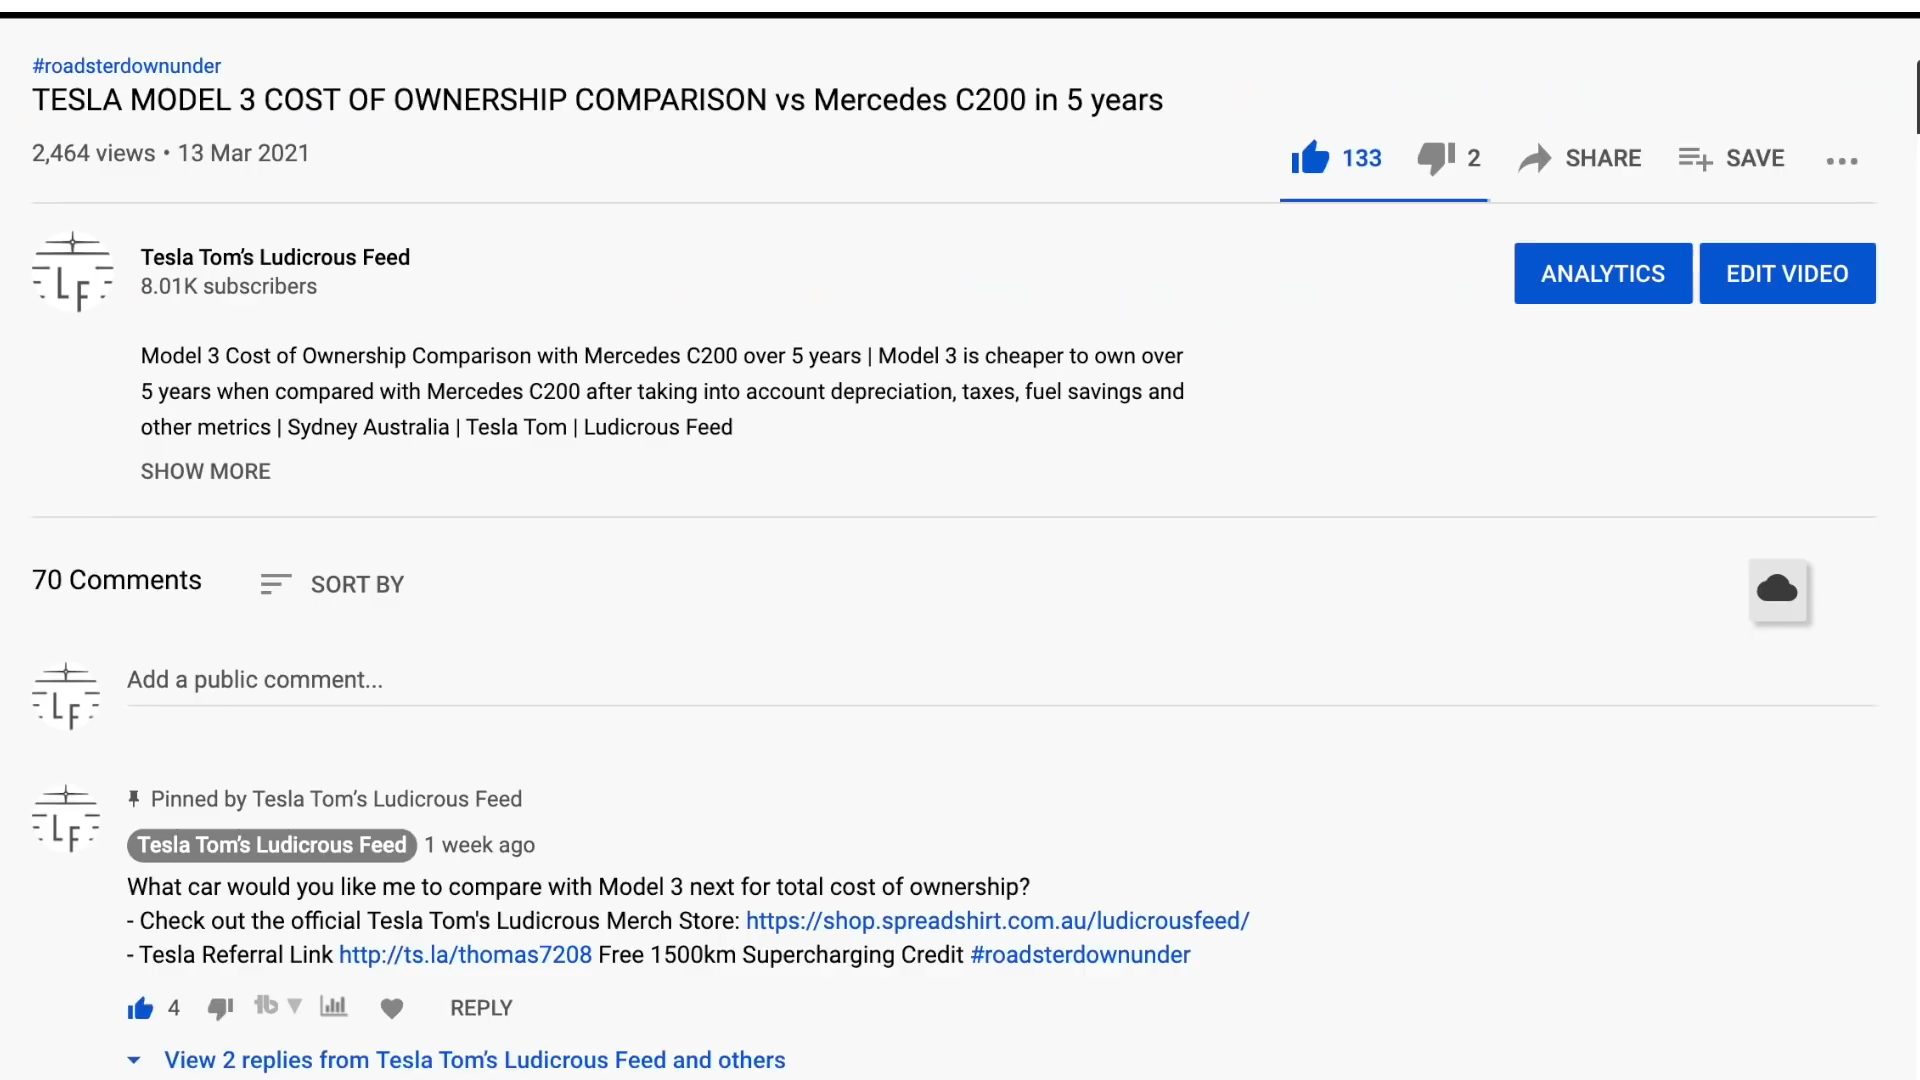 #roadsterdownunder
TESLA MODEL 3 COST OF OWNERSHIP COMPARISON vs Mercedes C200 in 5 years
2,464 views • 13 Mar 2021
133 2 SHARE SAVE
LF
Tesla Tom’s Ludicrous Feed
8.01K subscribers
ANALYTICS EDIT VIDEO
Model 3 Cost of Ownership Comparison with Mercedes C200 over 5 years | Model 3 is cheaper to own over
5 years when compared with Mercedes C200 after taking into account depreciation, taxes, fuel savings and
other metrics | Sydney Australia | Tesla Tom | Ludicrous Feed
SHOW MORE
70 Comments SORT BY
LF
Add a public comment...
LF
Pinned by Tesla Tom’s Ludicrous Feed
Tesla Tom’s Ludicrous Feed 1 week ago
What car would you like me to compare with Model 3 next for total cost of ownership?
- Check out the official Tesla Tom's Ludicrous Merch Store: https://shop.spreadshirt.com.au/ludicrousfeed/
- Tesla Referral Link http://ts.la/thomas7208 Free 1500km Supercharging Credit #roadsterdownunder
4 tb REPLY
View 2 replies from Tesla Tom’s Ludicrous Feed and others